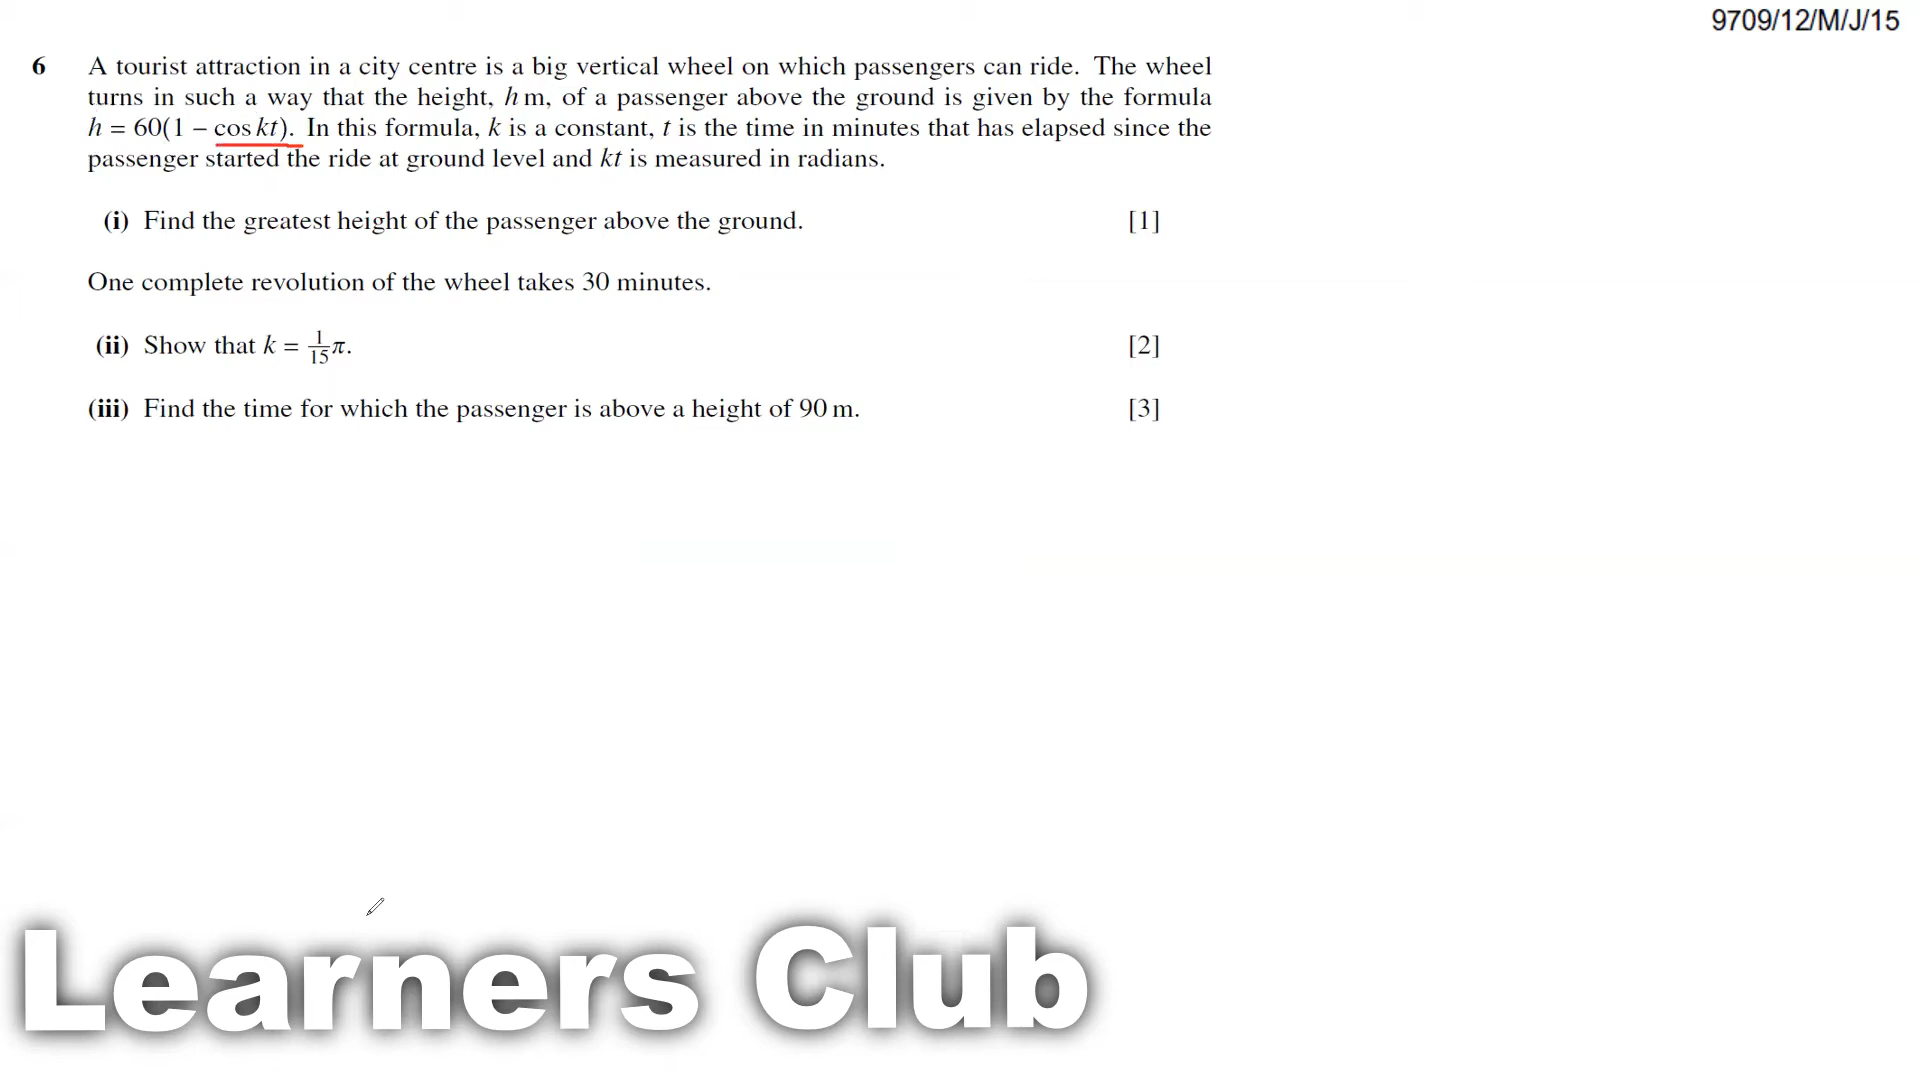 9709/12/M/J/15
6 A tourist attraction in a city centre is a big vertical wheel on which passengers can ride. The wheel
turns in such a way that the height, h m, of a passenger above the ground is given by the formula
h = 60(1 − cos kt). In this formula, k is a constant, t is the time in minutes that has elapsed since the
passenger started the ride at ground level and kt is measured in radians.
(i) Find the greatest height of the passenger above the ground. [1]
One complete revolution of the wheel takes 30 minutes.
(ii) Show that k = 1/15 π. [2]
(iii) Find the time for which the passenger is above a height of 90 m. [3]
Learners Club